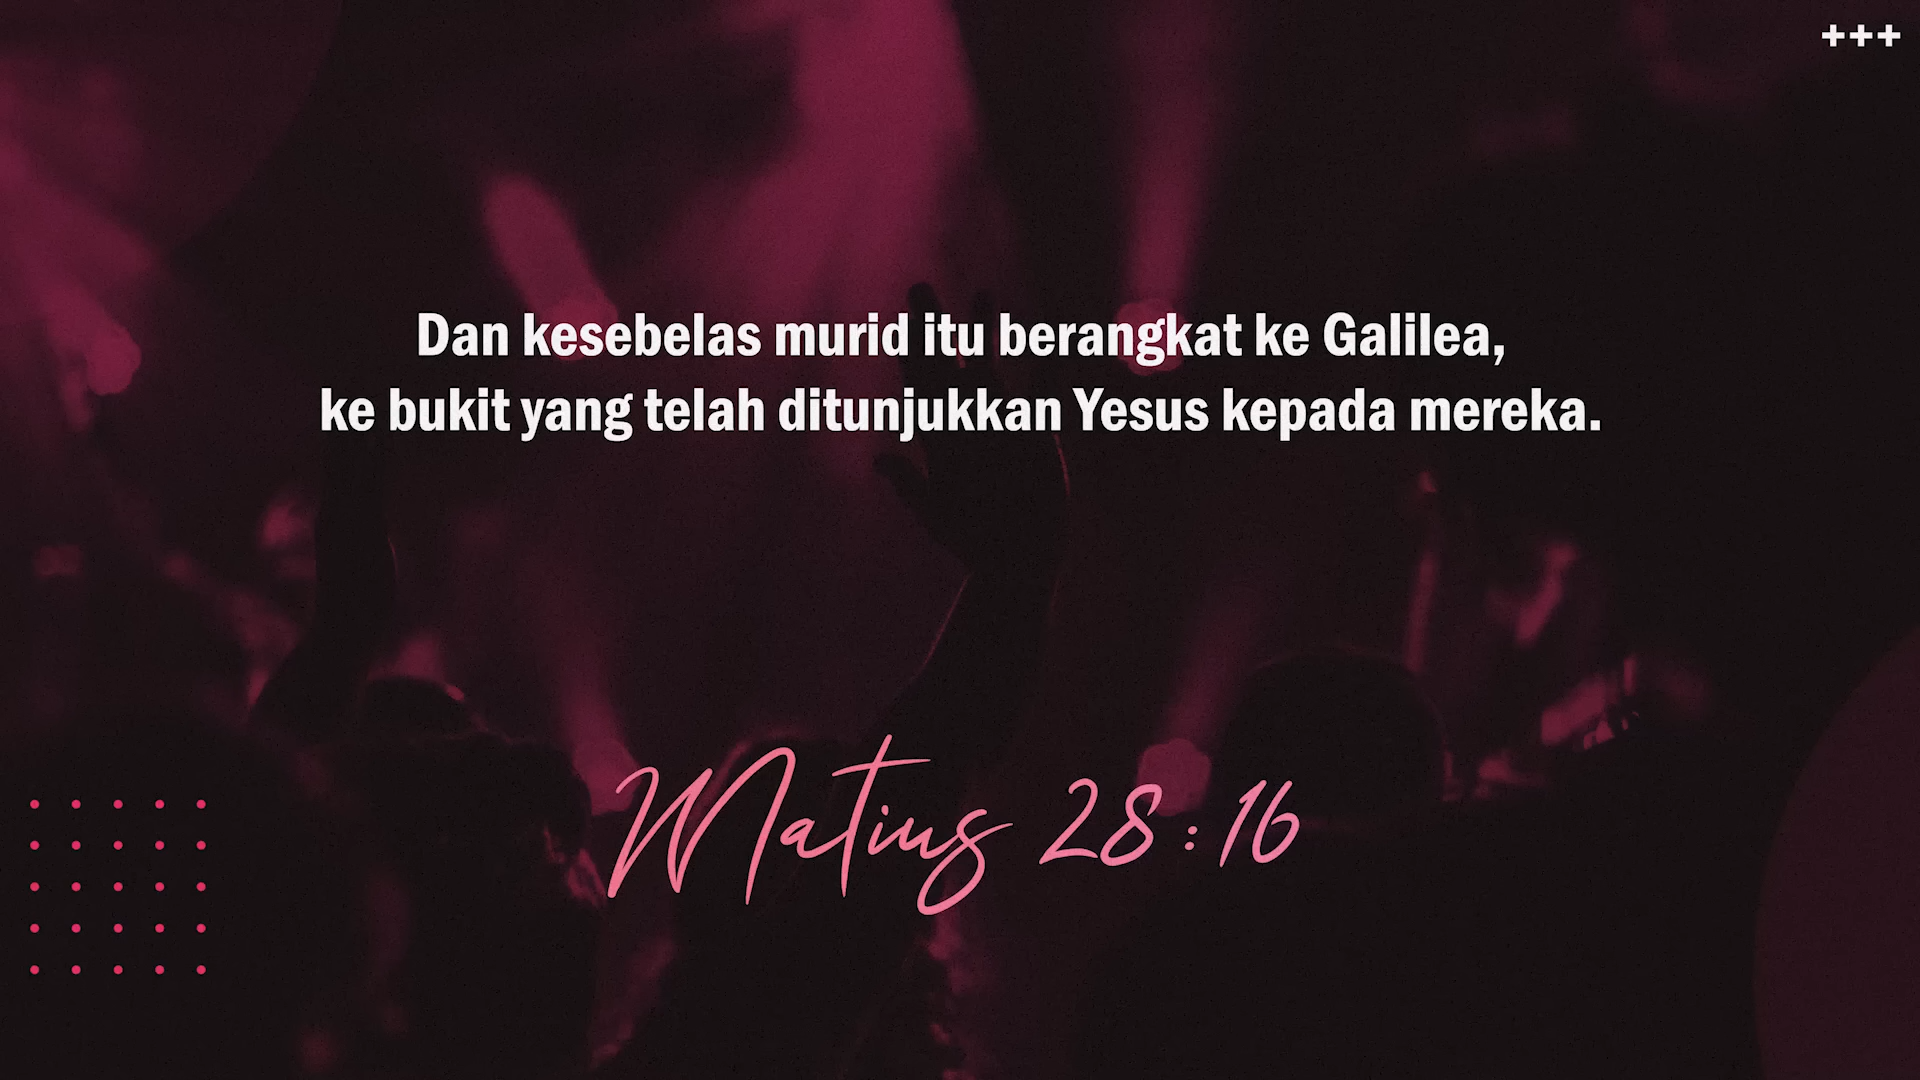 +++
Dan kesebelas murid itu berangkat ke Galilea,
ke bukit yang telah ditunjukkan Yesus kepada mereka.
Matius 28:16